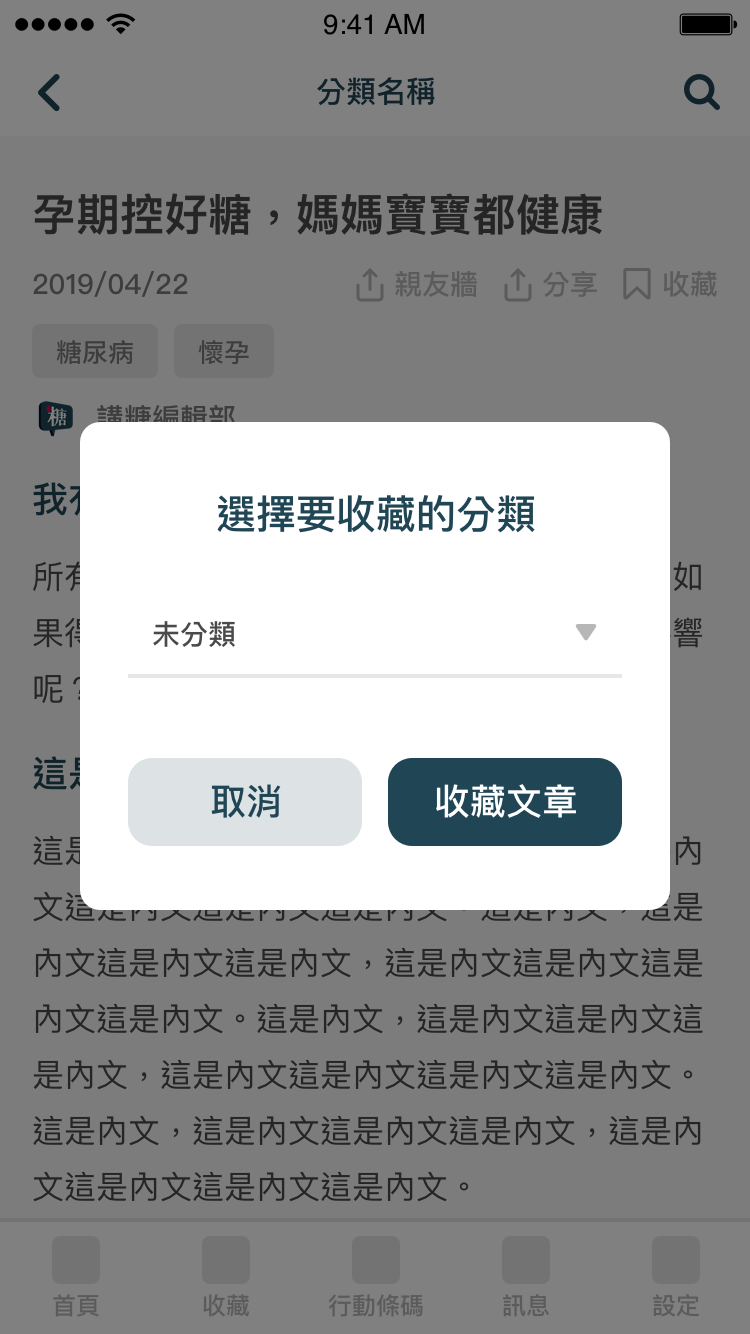 9:41 AM
分類名稱
孕期控好糖，媽媽寶寶都健康
2019/04/22
親友牆
分享
收藏
糖尿病
懷孕
糖
講糖編輯部
選擇要收藏的分類
未分類
取消
收藏文章
我有
所有
如
果得
響
呢？
這是
這是
內
文這是內文這是內文這是內文，這是內文，這是
內文這是內文這是內文，這是內文這是內文這是
內文這是內文。這是內文，這是內文這是內文這
是內文，這是內文這是內文這是內文這是內文。
這是內文，這是內文這是內文這是內文，這是內
文這是內文這是內文這是內文。
首頁
收藏
行動條碼
訊息
設定